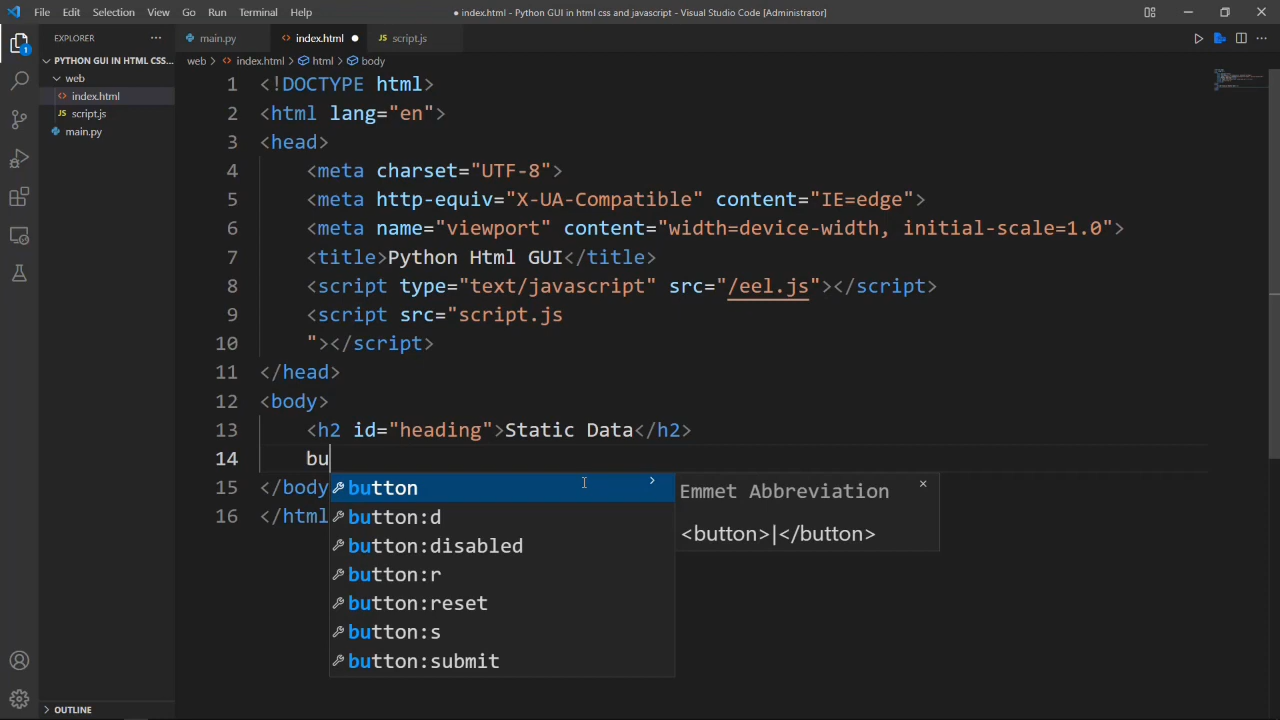 File Edit Selection View Go Run Terminal Help
● index.html - Python GUI in html css and javascript - Visual Studio Code [Administrator]
EXPLORER
PYTHON GUI IN HTML CSS...
web
index.html
script.js
main.py
OUTLINE
1
main.py
index.html
script.js
web > index.html > html > body
1 <!DOCTYPE html>
2 <html lang="en">
3 <head>
4 <meta charset="UTF-8">
5 <meta http-equiv="X-UA-Compatible" content="IE=edge">
6 <meta name="viewport" content="width=device-width, initial-scale=1.0">
7 <title>Python Html GUI</title>
8 <script type="text/javascript" src="/eel.js"></script>
9 <script src="script.js
10 "></script>
11 </head>
12 <body>
13 <h2 id="heading">Static Data</h2>
14 bu
15 </body
16 </html
button
button:d
button:disabled
button:r
button:reset
button:s
button:submit
Emmet Abbreviation
<button>|</button>